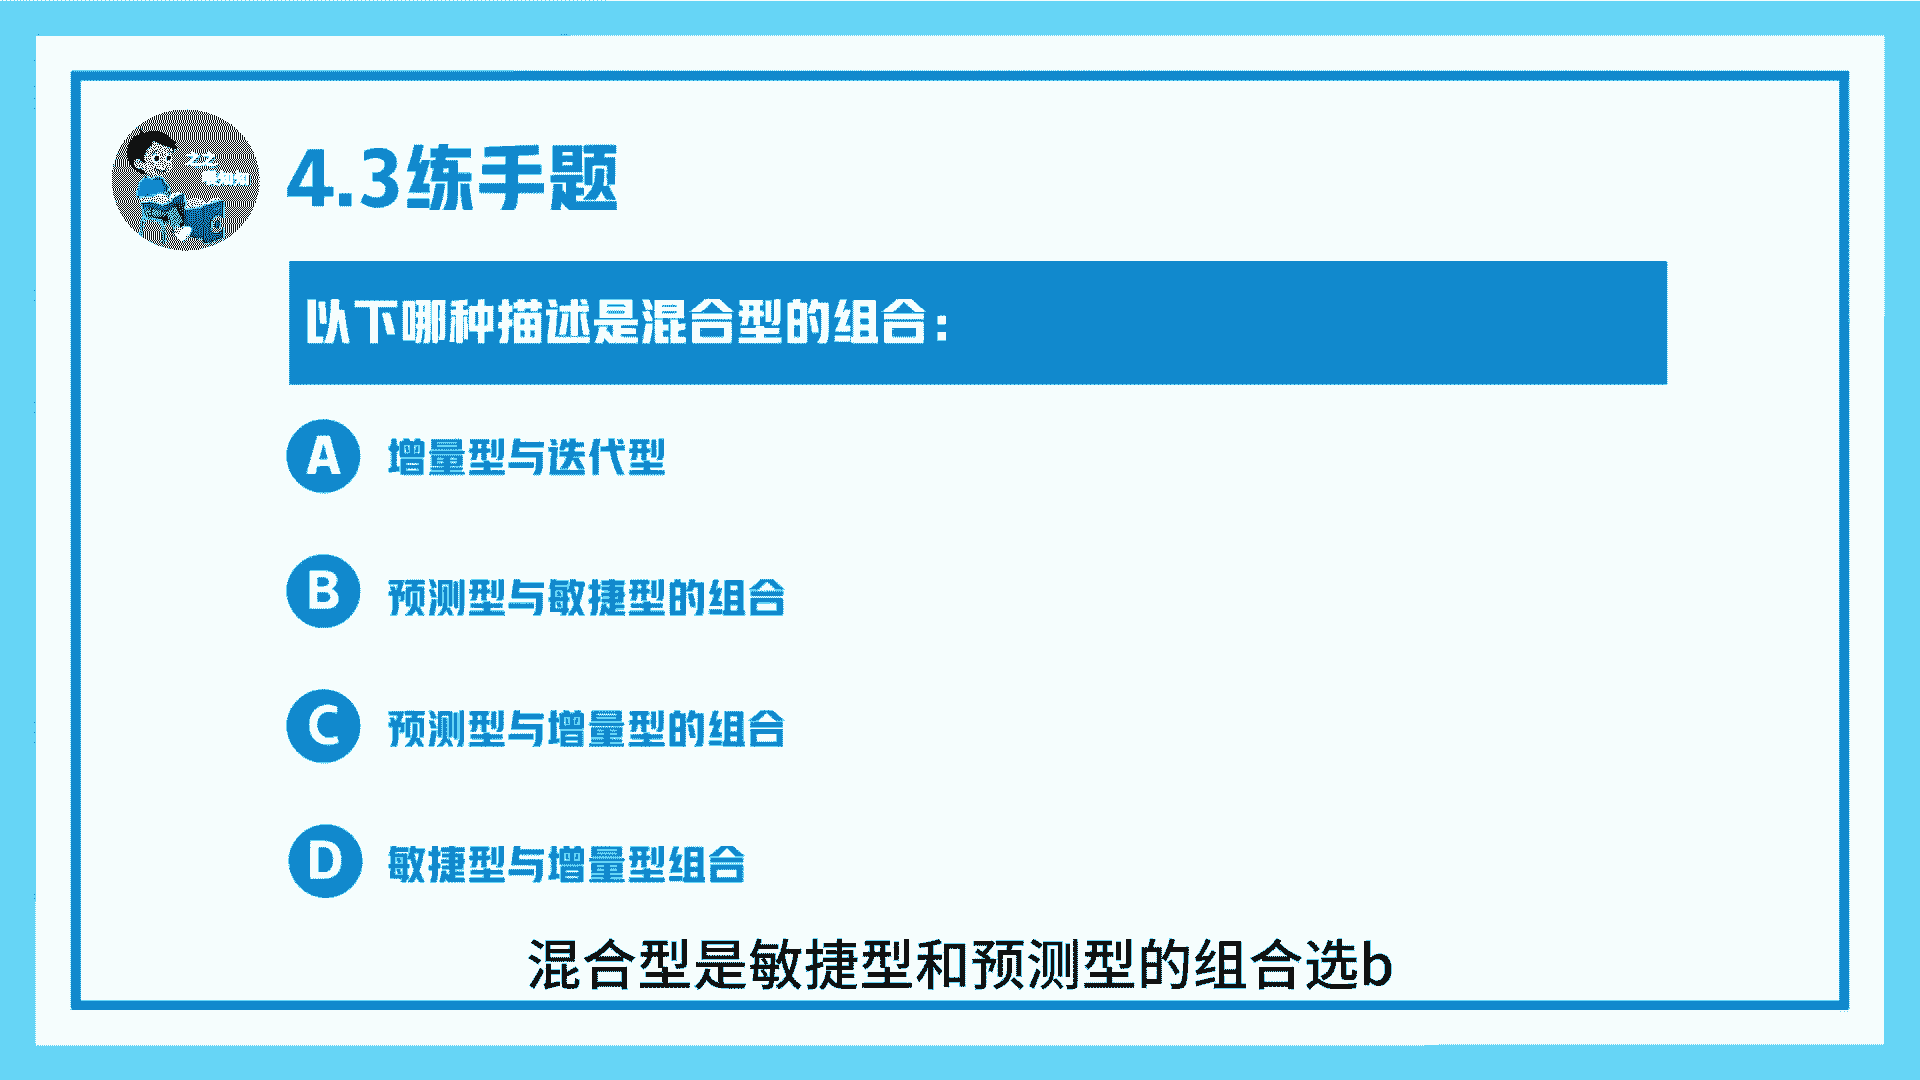 4.3练手题
以下哪种描述是混合型的组合：
A 增量型与迭代型
B 预测型与敏捷型的组合
C 预测型与增量型的组合
D 敏捷型与增量型组合
混合型是敏捷型和预测型的组合选b